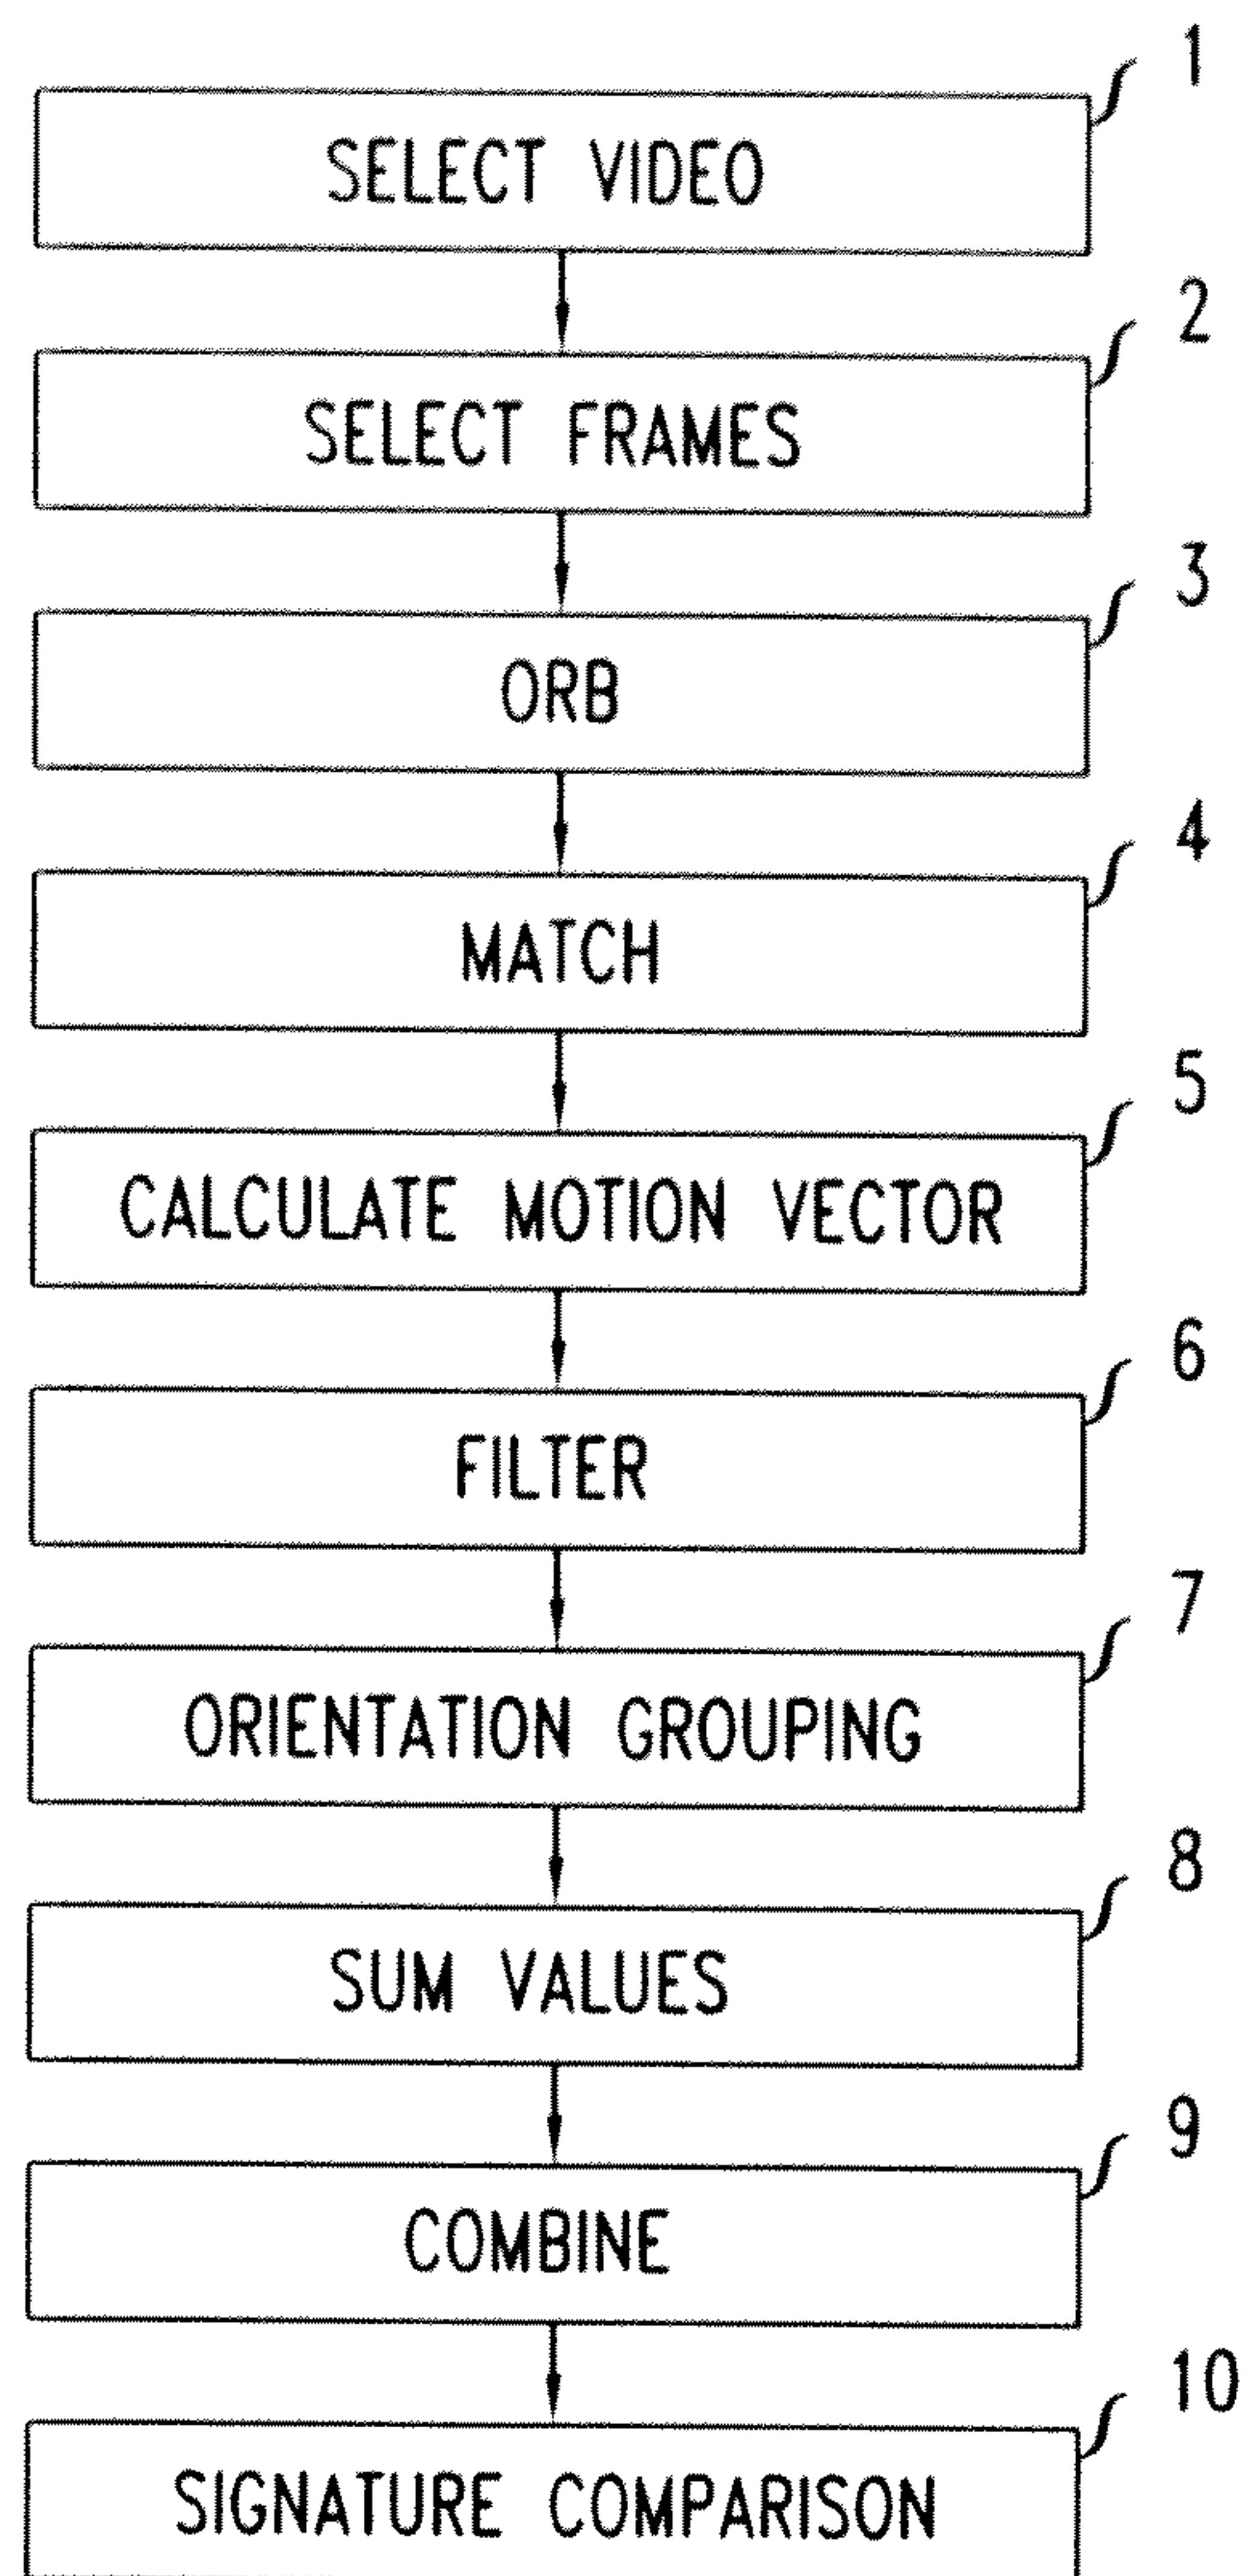 1
SELECT VIDEO
2
SELECT FRAMES
3
ORB
4
MATCH
5
CALCULATE MOTION VECTOR
6
FILTER
7
ORIENTATION GROUPING
8
SUM VALUES
9
COMBINE
10
SIGNATURE COMPARISON